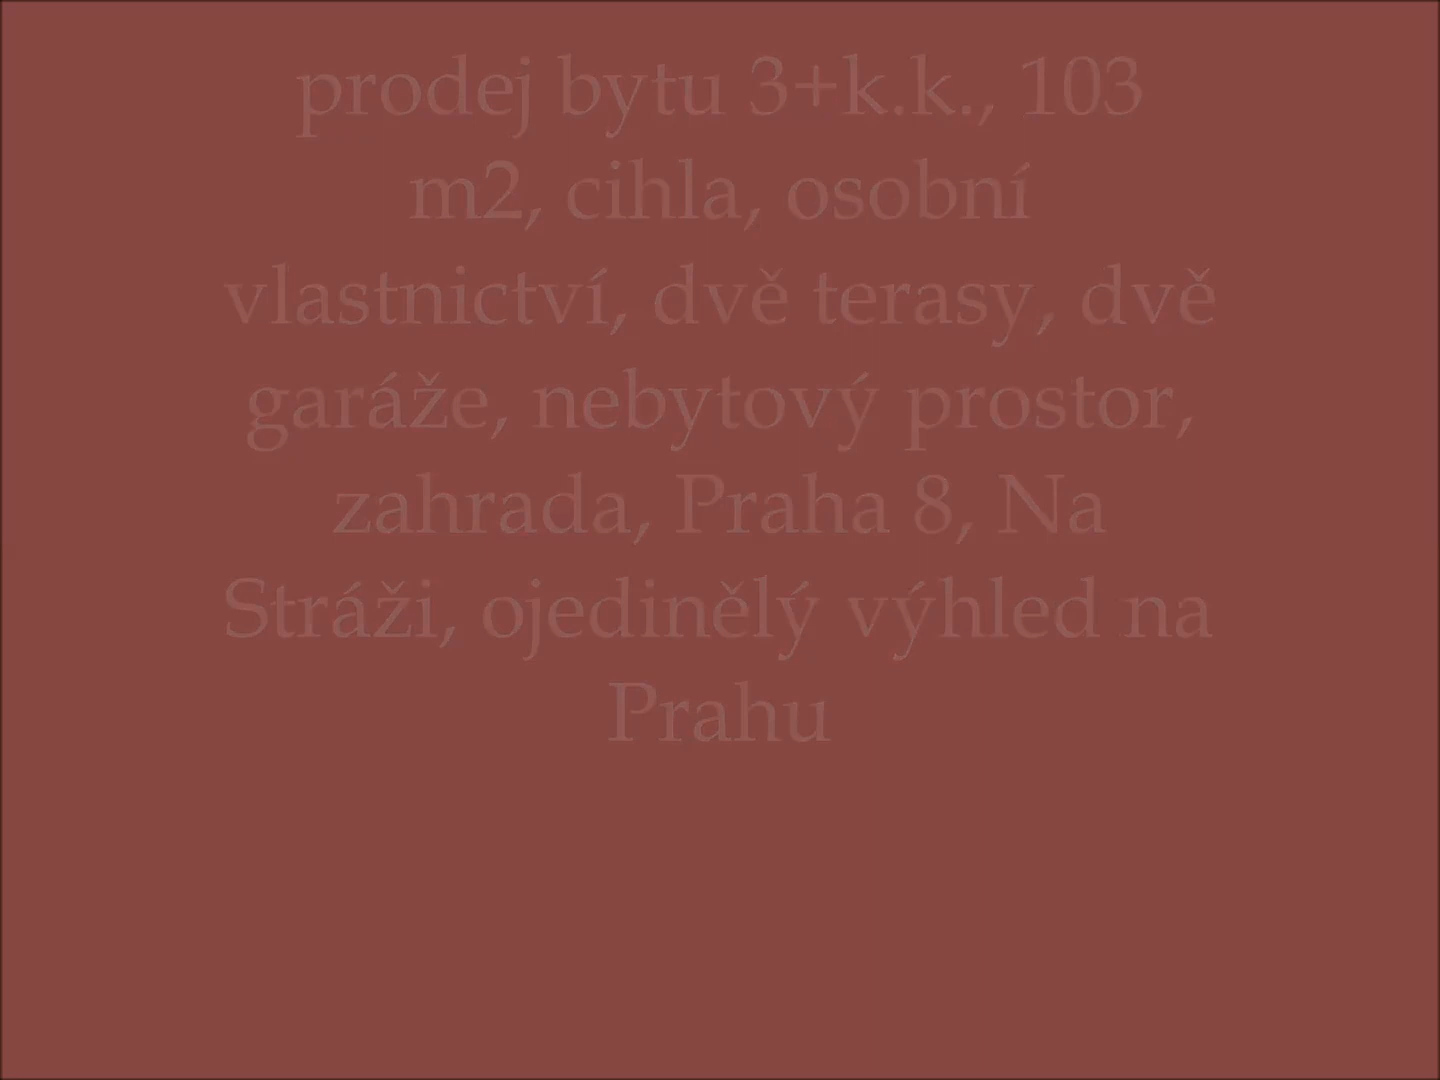 prodej bytu 3+k.k., 103
m2, cihla, osobní
vlastnictví, dvě terasy, dvě
garáže, nebytový prostor,
zahrada, Praha 8, Na
Stráži, ojedinělý výhled na
Prahu